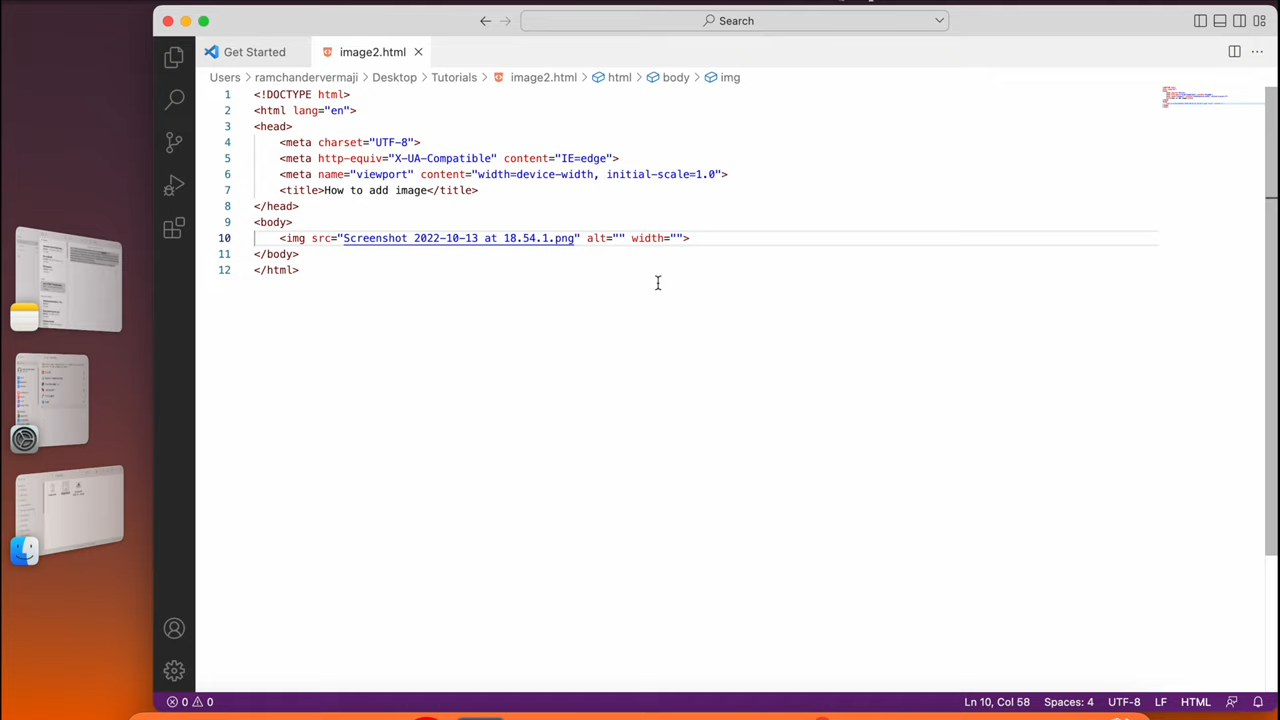 Search
Get Started
image2.html
Users ramchandervermaji Desktop Tutorials image2.html html body img
1 <!DOCTYPE html>
2 <html lang="en">
3 <head>
4 <meta charset="UTF-8">
5 <meta http-equiv="X-UA-Compatible" content="IE=edge">
6 <meta name="viewport" content="width=device-width, initial-scale=1.0">
7 <title>How to add image</title>
8 </head>
9 <body>
10 <img src="Screenshot 2022-10-13 at 18.54.1.png" alt="" width="">
11 </body>
12 </html>
0 0 Ln 10, Col 58 Spaces: 4 UTF-8 LF HTML